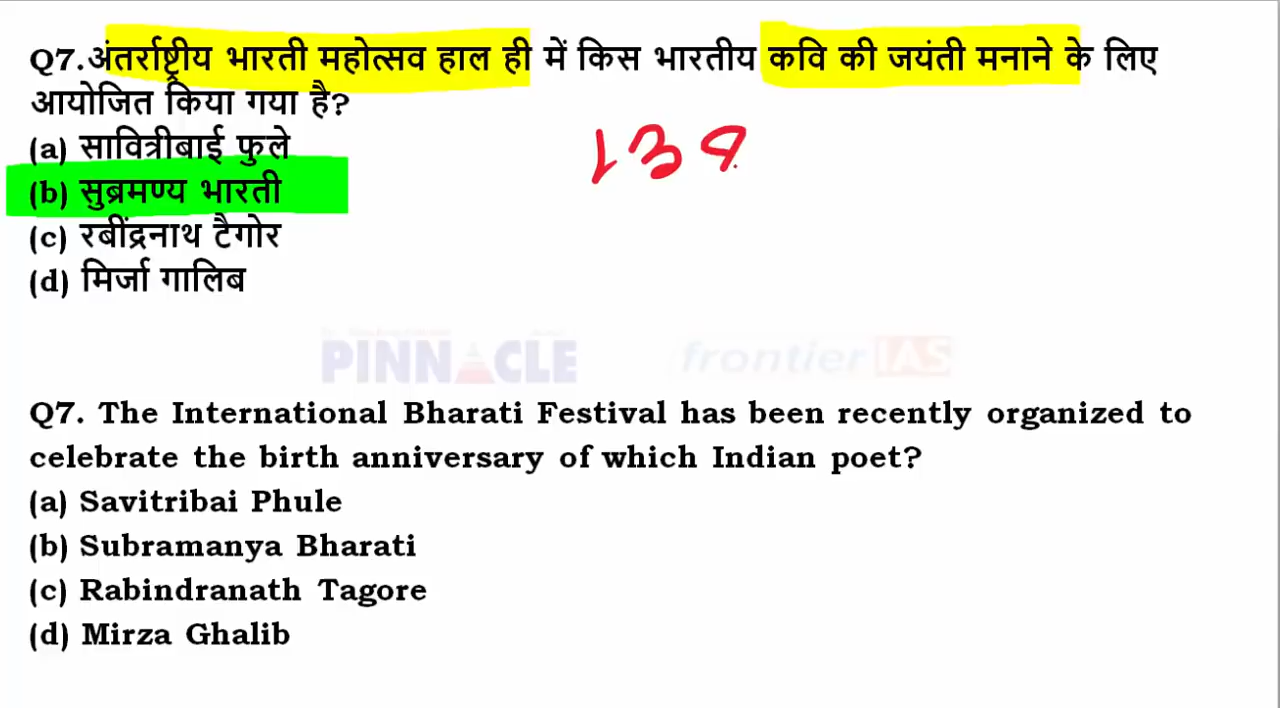 Q7.अंतर्राष्ट्रीय भारती महोत्सव हाल ही में किस भारतीय कवि की जयंती मनाने के लिए
आयोजित किया गया है?
(a) सावित्रीबाई फुले
138
(b) सुब्रमण्य भारती
(c) रबींद्रनाथ टैगोर
(d) मिर्जा गालिब
PINNACLE frontier IAS
Q7. The International Bharati Festival has been recently organized to
celebrate the birth anniversary of which Indian poet?
(a) Savitribai Phule
(b) Subramanya Bharati
(c) Rabindranath Tagore
(d) Mirza Ghalib